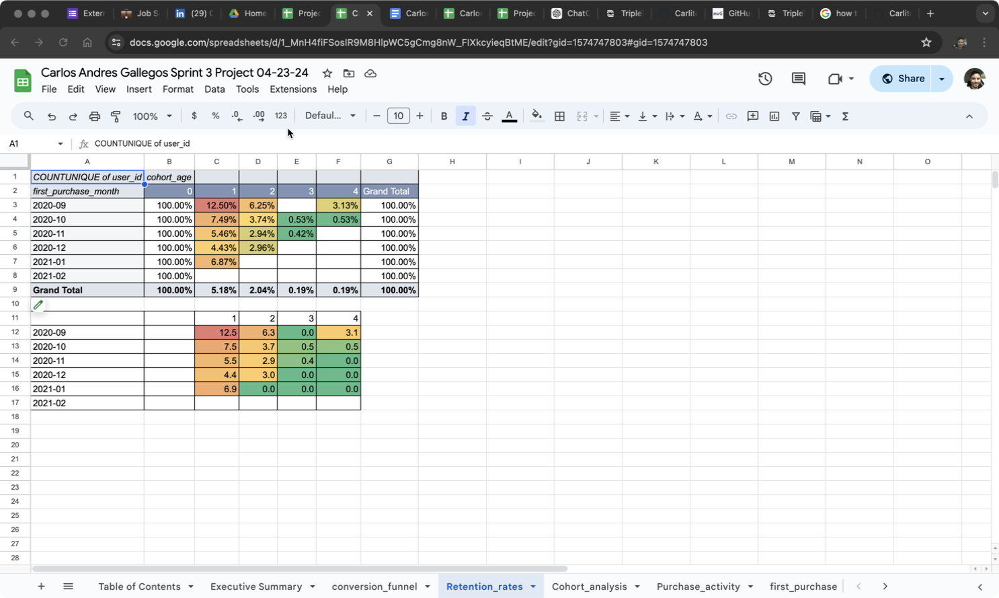 Extern
Job S
(29)
Home
Projec
C
Carlos
Carlos
Projec
ChatG
Triple
Carlito
GitHu
Triple
how t
Carlito
docs.google.com/spreadsheets/d/1_MnH4fiFSosIR9M8HlpWC5gCmg8nW_FlXkcyieqBtME/edit?gid=1574747803#gid=1574747803
Carlos Andres Gallegos Sprint 3 Project 04-23-24
File Edit View Insert Format Data Tools Extensions Help
Share
100% $ % .0 .00 123 Defaul... 10 B I S A
A1 fx COUNTUNIQUE of user_id
A B C D E F G H I J K L M N O
1 COUNTUNIQUE of user_id cohort_age
2 first_purchase_month 0 1 2 3 4 Grand Total
3 2020-09 100.00% 12.50% 6.25% 3.13% 100.00%
4 2020-10 100.00% 7.49% 3.74% 0.53% 0.53% 100.00%
5 2020-11 100.00% 5.46% 2.94% 0.42% 100.00%
6 2020-12 100.00% 4.43% 2.96% 100.00%
7 2021-01 100.00% 6.87% 100.00%
8 2021-02 100.00% 100.00%
9 Grand Total 100.00% 5.18% 2.04% 0.19% 0.19% 100.00%
10
11 1 2 3 4
12 2020-09 12.5 6.3 0.0 3.1
13 2020-10 7.5 3.7 0.5 0.5
14 2020-11 5.5 2.9 0.4 0.0
15 2020-12 4.4 3.0 0.0 0.0
16 2021-01 6.9 0.0 0.0 0.0
17 2021-02
18
19
20
21
22
23
24
25
26
27
28
Table of Contents Executive Summary conversion_funnel Retention_rates Cohort_analysis Purchase_activity first_purchase